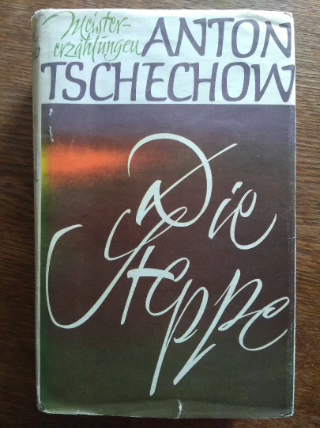 Meister-
erzählungen
ANTON
TSCHECHOW
Die
Steppe